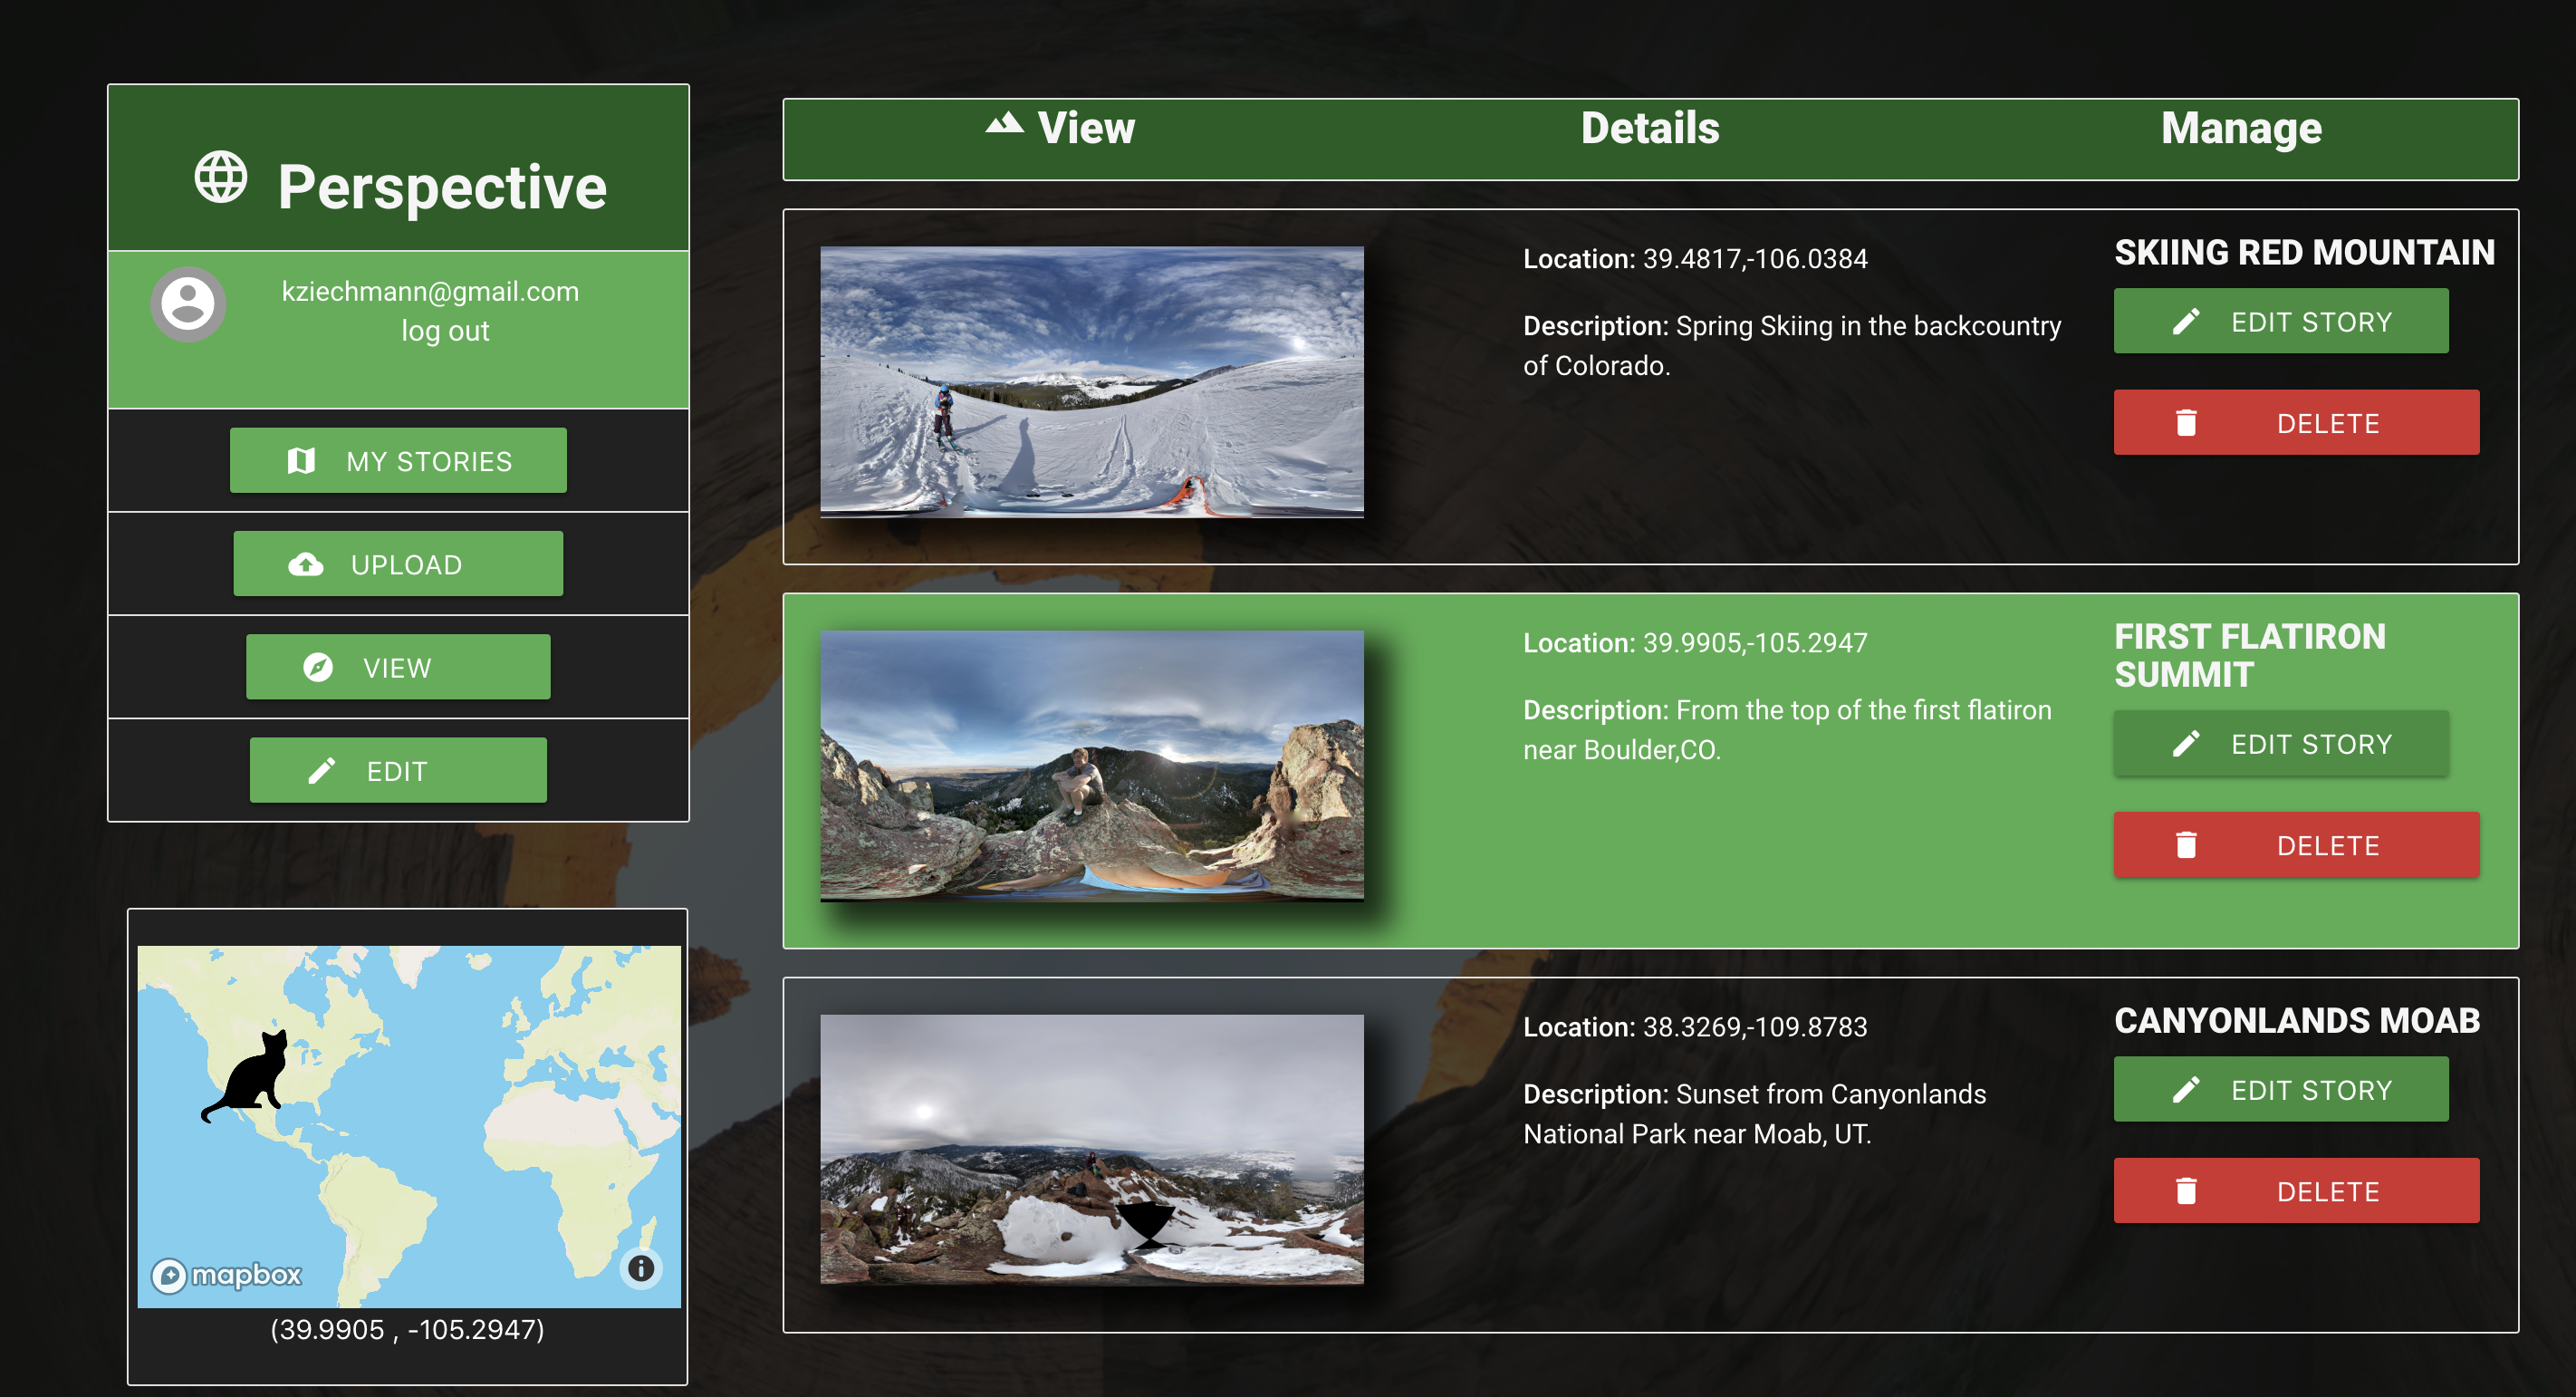 Perspective
kziechmann@gmail.com
log out
MY STORIES
UPLOAD
VIEW
EDIT
mapbox
(39.9905 , -105.2947)
View
Details
Manage
Location: 39.4817,-106.0384
Description: Spring Skiing in the backcountry
of Colorado.
SKIING RED MOUNTAIN
EDIT STORY
DELETE
Location: 39.9905,-105.2947
Description: From the top of the first flatiron
near Boulder,CO.
FIRST FLATIRON
SUMMIT
EDIT STORY
DELETE
Location: 38.3269,-109.8783
Description: Sunset from Canyonlands
National Park near Moab, UT.
CANYONLANDS MOAB
EDIT STORY
DELETE